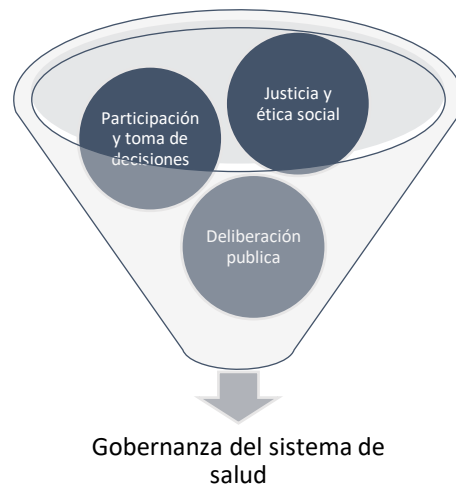 Justicia y
ética social
Participación
y toma de
decisiones
Deliberación
publica
Gobernanza del sistema de
salud